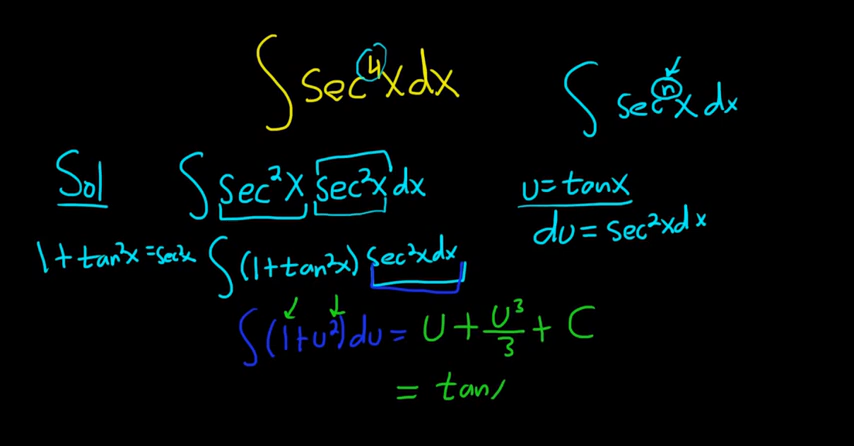 ∫ sec⁴x dx
∫ secⁿx dx
Sol ∫ sec²x sec²x dx
u = tanx
du = sec²x dx
1 + tan²x = sec²x ∫ (1 + tan²x) sec²x dx
∫ (1 + u²) du = u + u³/3 + C
= tan